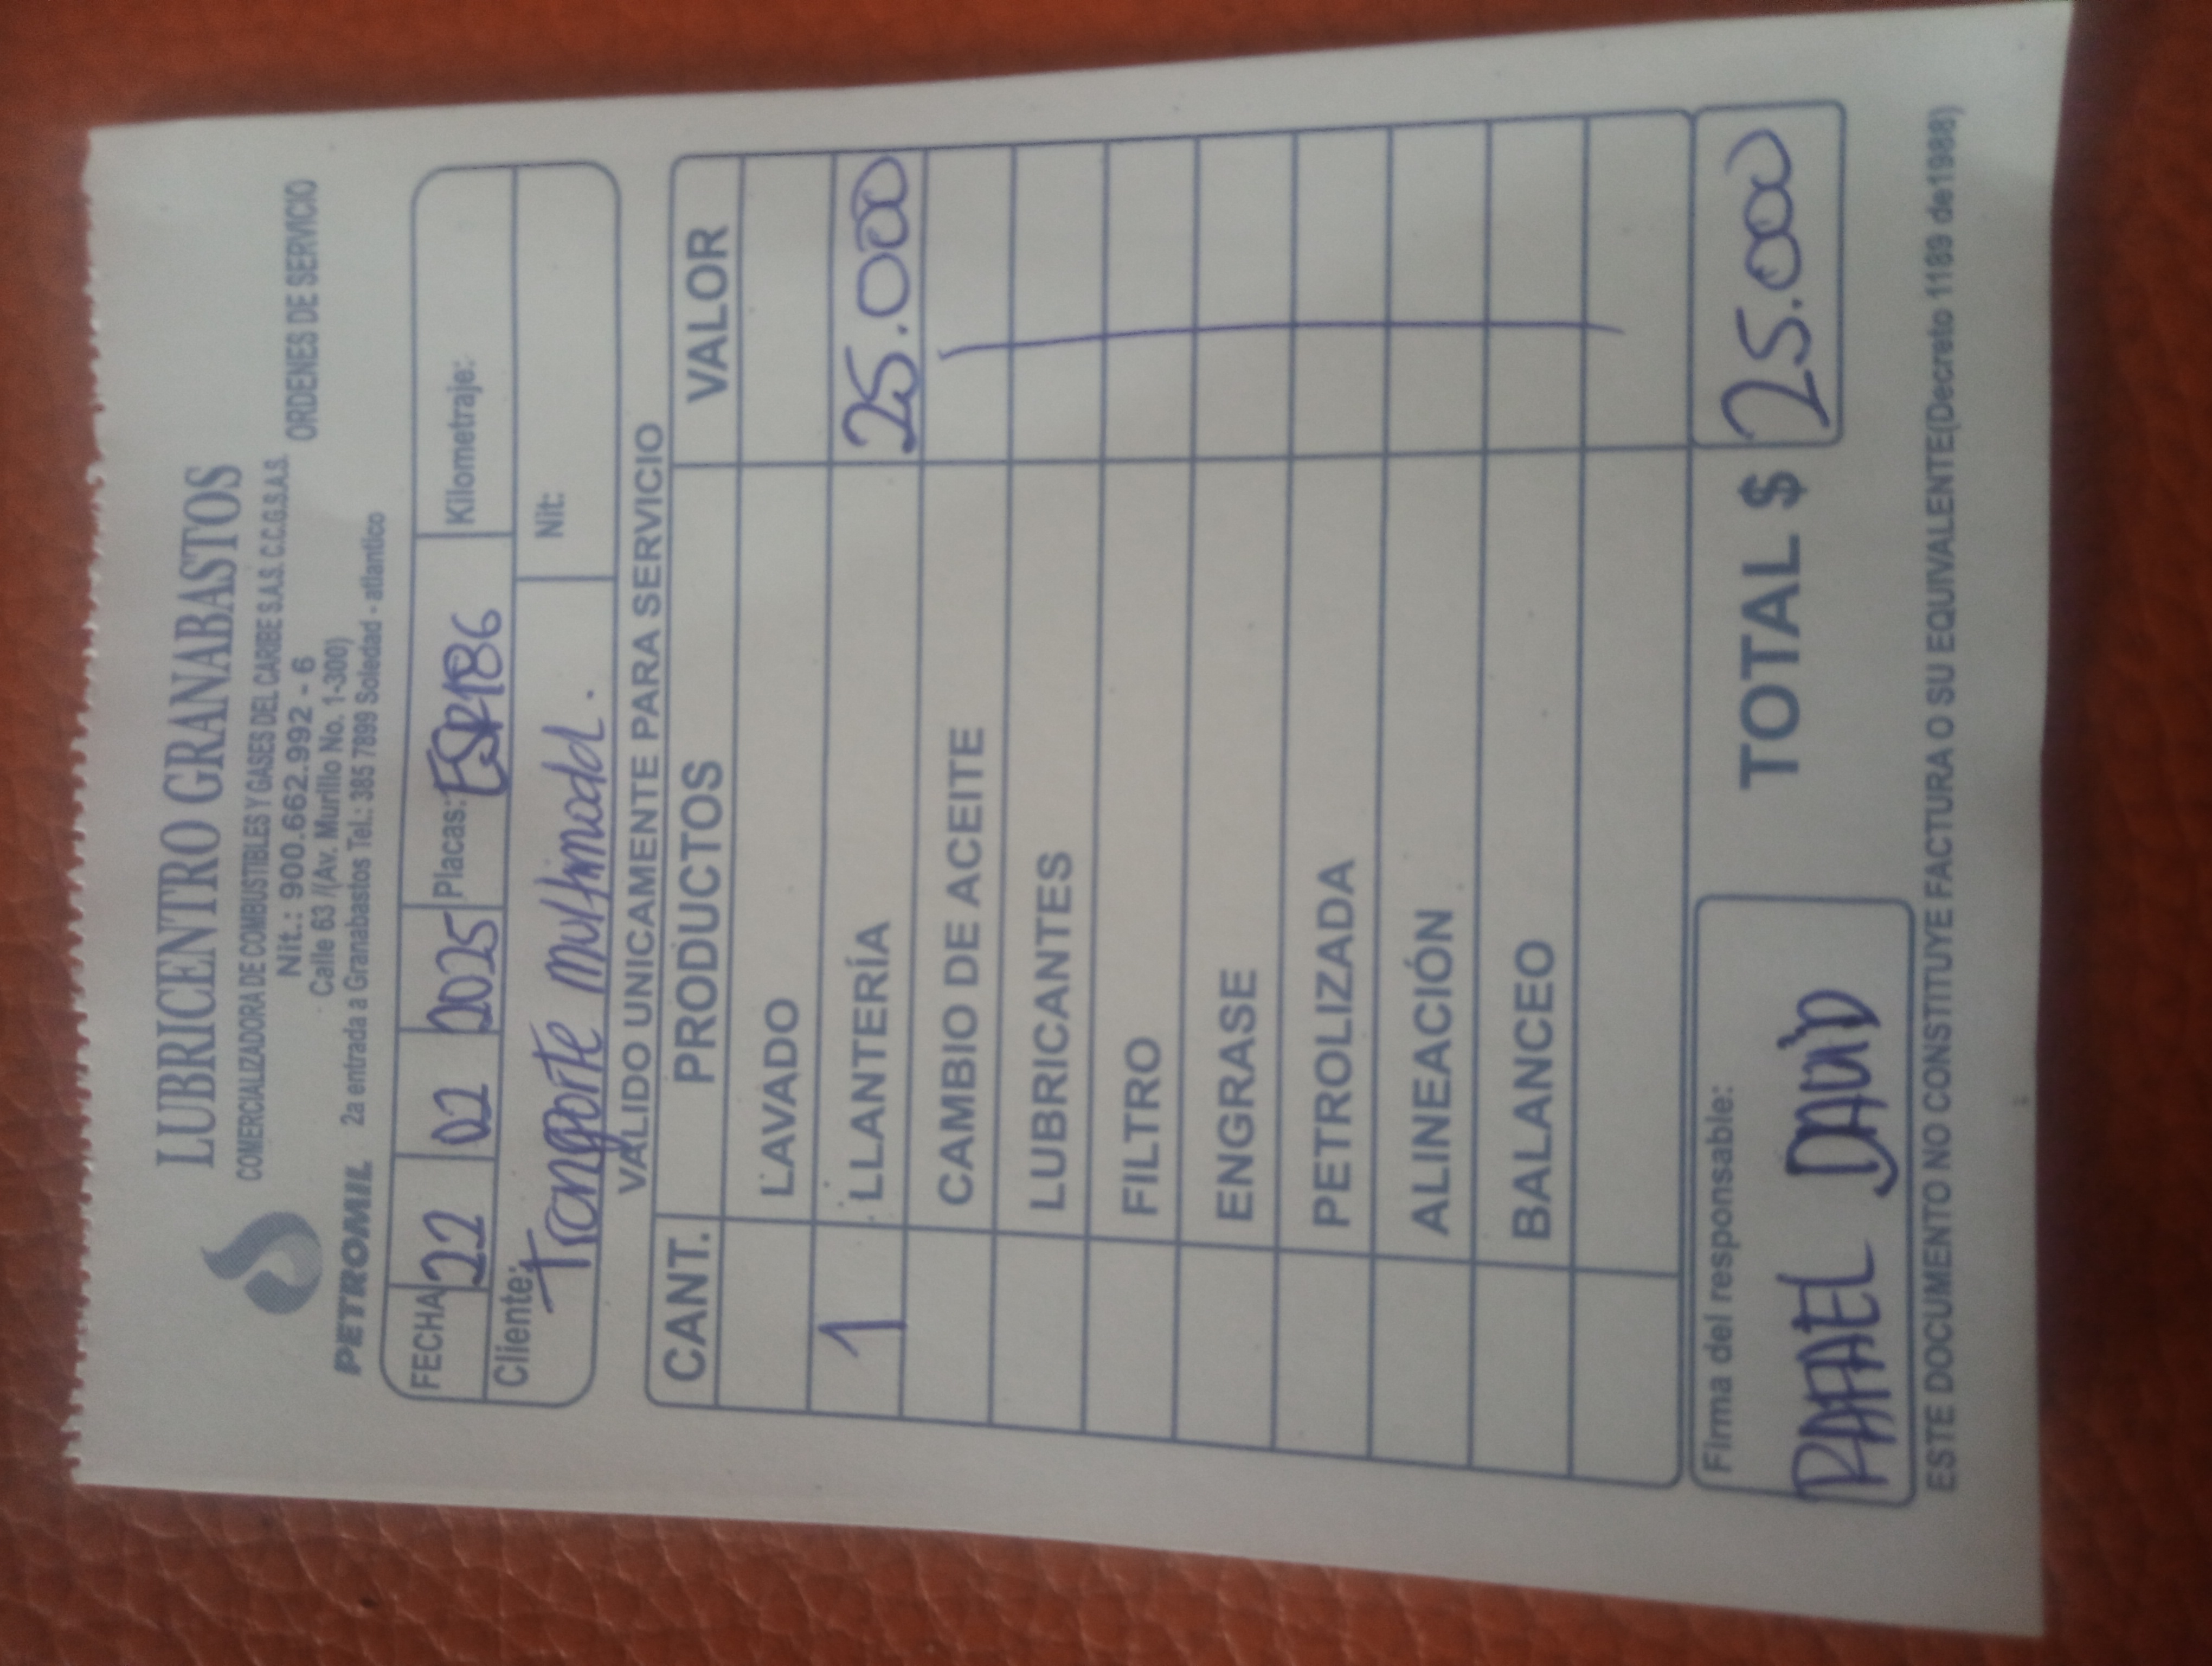 LUBRICENTRO GRANABASTOS
COMERCIALIZADORA DE COMBUSTIBLES Y GASES DEL CARIBE S.A.S. C.C.G.S.A.S.
Nit.: 900.662.992 - 6
ORDENES DE SERVICIO
Calle 63 /(Av. Murillo No. 1-300)
PETROMIL 2a entrada a Granabastos Tel.: 385 7899 Soledad - atlantico
FECHA 22 02 2025 Placas: ESR186 Kilometraje:
Cliente: Transporte multimodal. Nit:
VALIDO UNICAMENTE PARA SERVICIO
CANT. PRODUCTOS VALOR
LAVADO
1 LLANTERÍA 25.000
CAMBIO DE ACEITE
LUBRICANTES
FILTRO
ENGRASE
PETROLIZADA
ALINEACIÓN
BALANCEO
Firma del responsable:
RAFAEL DAVID
TOTAL $ 25.000
ESTE DOCUMENTO NO CONSTITUYE FACTURA O SU EQUIVALENTE(Decreto 1189 de1988)